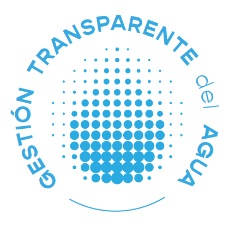 GESTIÓN TRANSPARENTE del AGUA